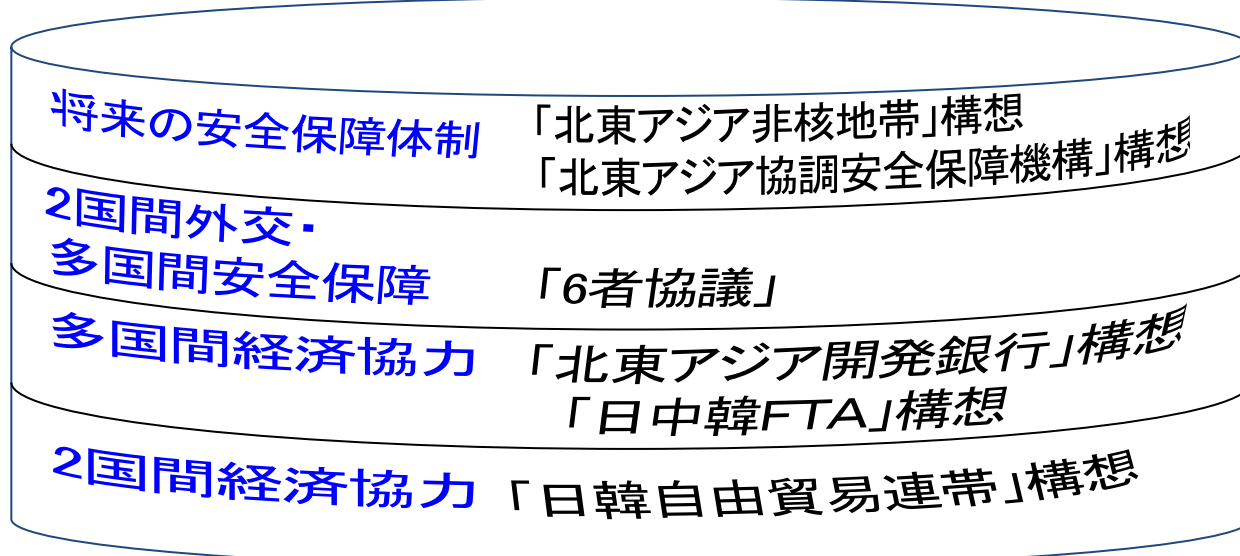 将来の安全保障体制 「北東アジア非核地帯」構想
「北東アジア協調安全保障機構」構想
2国間外交・
多国間安全保障 「6者協議」
多国間経済協力 「北東アジア開発銀行」構想
「日中韓FTA」構想
2国間経済協力 「日韓自由貿易連帯」構想